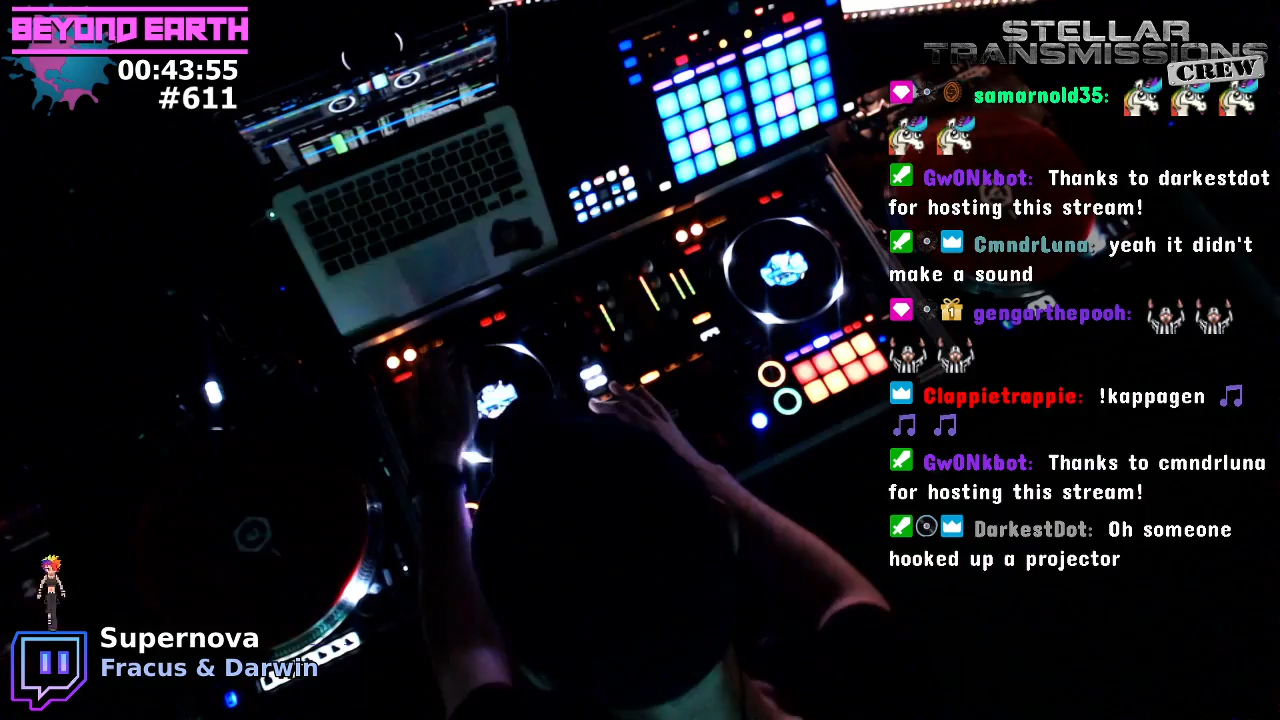 BEYOND EARTH
00:43:55
#611
STELLAR
TRANSMISSIONS
CREW
samarnold35:
GwONkbot: Thanks to darkestdot
for hosting this stream!
CmndrLuna: yeah it didn't
make a sound
gengarthepooh:
Clappietrappie: !kappagen
GwONkbot: Thanks to cmndrluna
for hosting this stream!
DarkestDot: Oh someone
hooked up a projector
Supernova
Fracus & Darwin